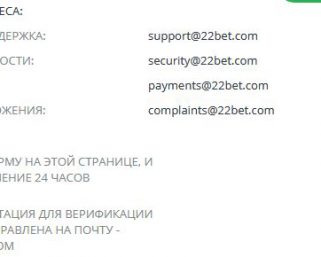 ЕСА:
ДЕРЖКА: support@22bet.com
ОСТИ: security@22bet.com
payments@22bet.com
ОЖЕНИЯ: complaints@22bet.com
РМУ НА ЭТОЙ СТРАНИЦЕ, И
ЕНИЕ 24 ЧАСОВ
ТАЦИЯ ДЛЯ ВЕРИФИКАЦИИ
РАВЛЕНА НА ПОЧТУ -
ОМ